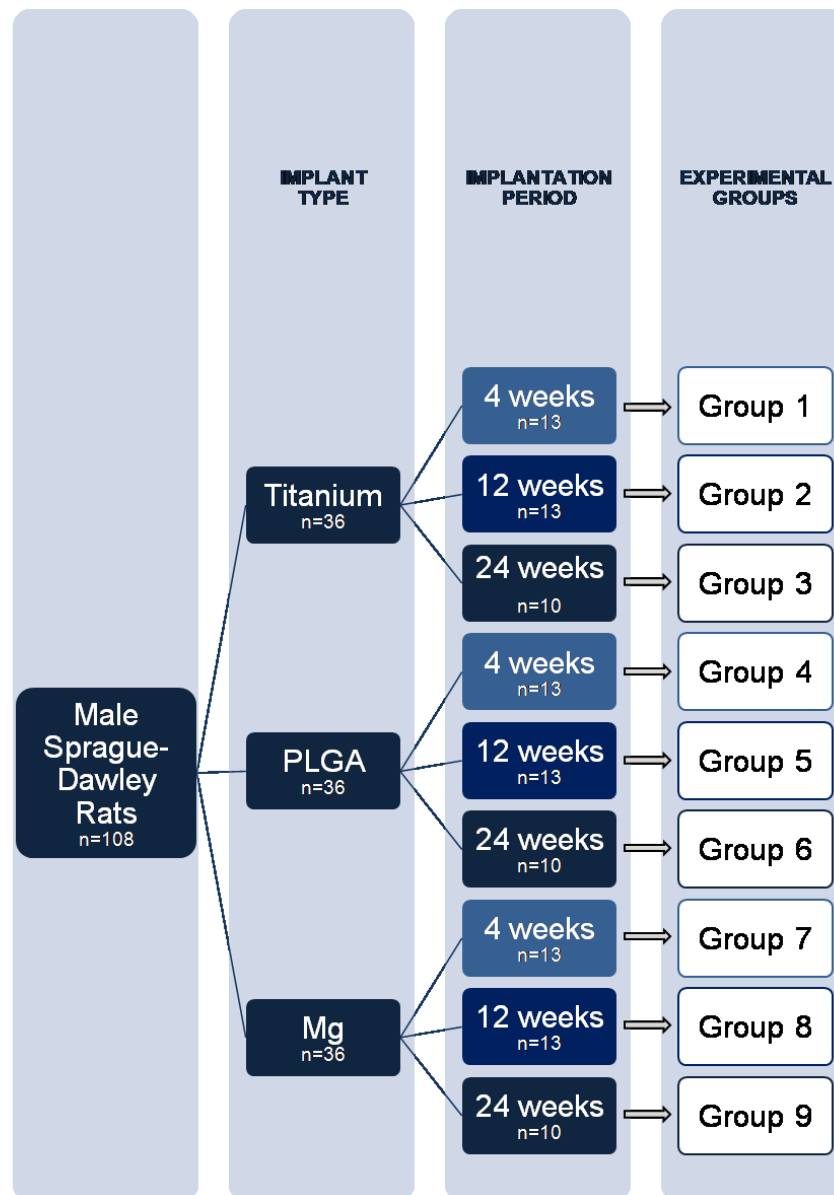 IMPLANT
TYPE
IMPLANTATION
PERIOD
EXPERIMENTAL
GROUPS
Male
Sprague-
Dawley
Rats
n=108
Titanium
n=36
4 weeks
n=13
Group 1
12 weeks
n=13
Group 2
24 weeks
n=10
Group 3
PLGA
n=36
4 weeks
n=13
Group 4
12 weeks
n=13
Group 5
24 weeks
n=10
Group 6
Mg
n=36
4 weeks
n=13
Group 7
12 weeks
n=13
Group 8
24 weeks
n=10
Group 9